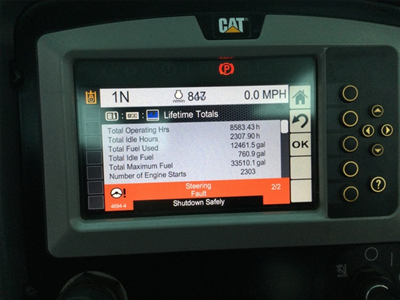 CAT
P
1N 847 0.0 MPH
Lifetime Totals
Total Operating Hrs 8583.43 h
Total Idle Hours 2307.90 h
Total Fuel Used 12461.5 gal
Total Idle Fuel 760.9 gal
Total Maximum Fuel 33510.1 gal
Number of Engine Starts 2303
OK
Steering 2/2
Fault
Shutdown Safely
?